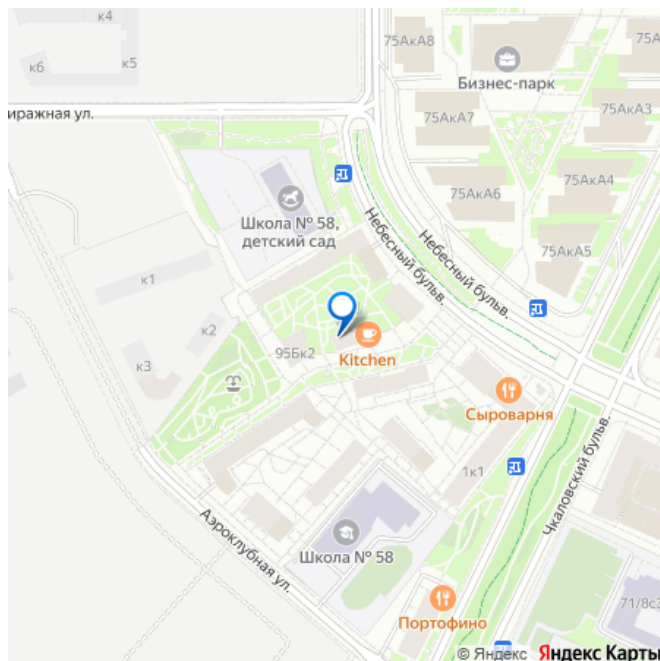 к4
75АкА8
к6
к5
Бизнес-парк
75АкА3
иражная ул.
75АкА7
75АкА4
75АкА6
Школа № 58,
детский сад
Небесный бульв.
Небесный бульв.
75АкА5
к1
к2
95Бк2
Kitchen
к3
Сыроварня
1к1
Чкаловский бульв.
Аэроклубная ул.
Школа № 58
71/8с3
Портофино
© Яндекс Яндекс Карты